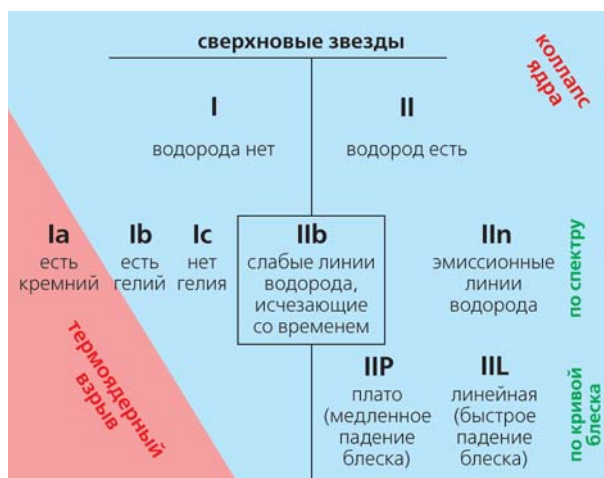 сверхновые звезды
коллапс
ядра
I
II
водорода нет
водород есть
Ia
есть
кремний
Ib
есть
гелий
Ic
нет
гелия
IIb
слабые линии
водорода,
исчезающие
со временем
IIn
эмиссионные
линии
водорода
по спектру
термоядерный
взрыв
IIP
плато
(медленное
падение
блеска)
IIL
линейная
(быстрое
падение
блеска)
по кривой
блеска